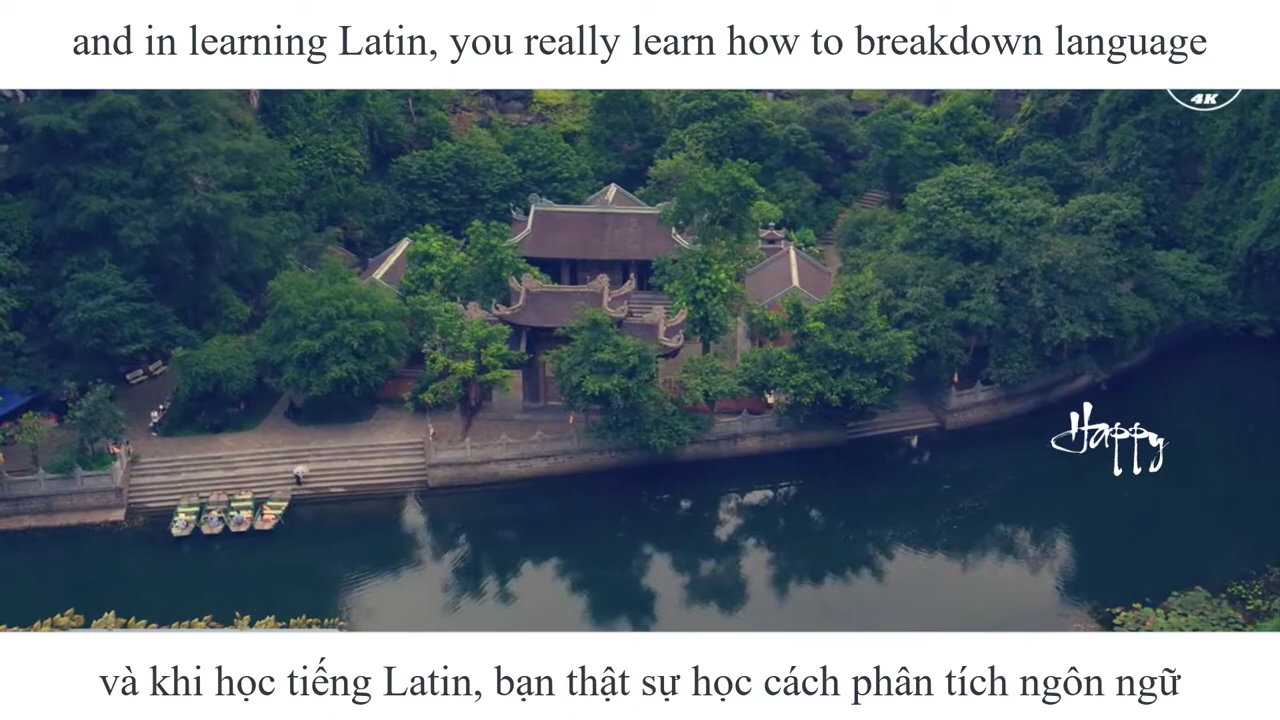 and in learning Latin, you really learn how to breakdown language
4K
Happy
và khi học tiếng Latin, bạn thật sự học cách phân tích ngôn ngữ